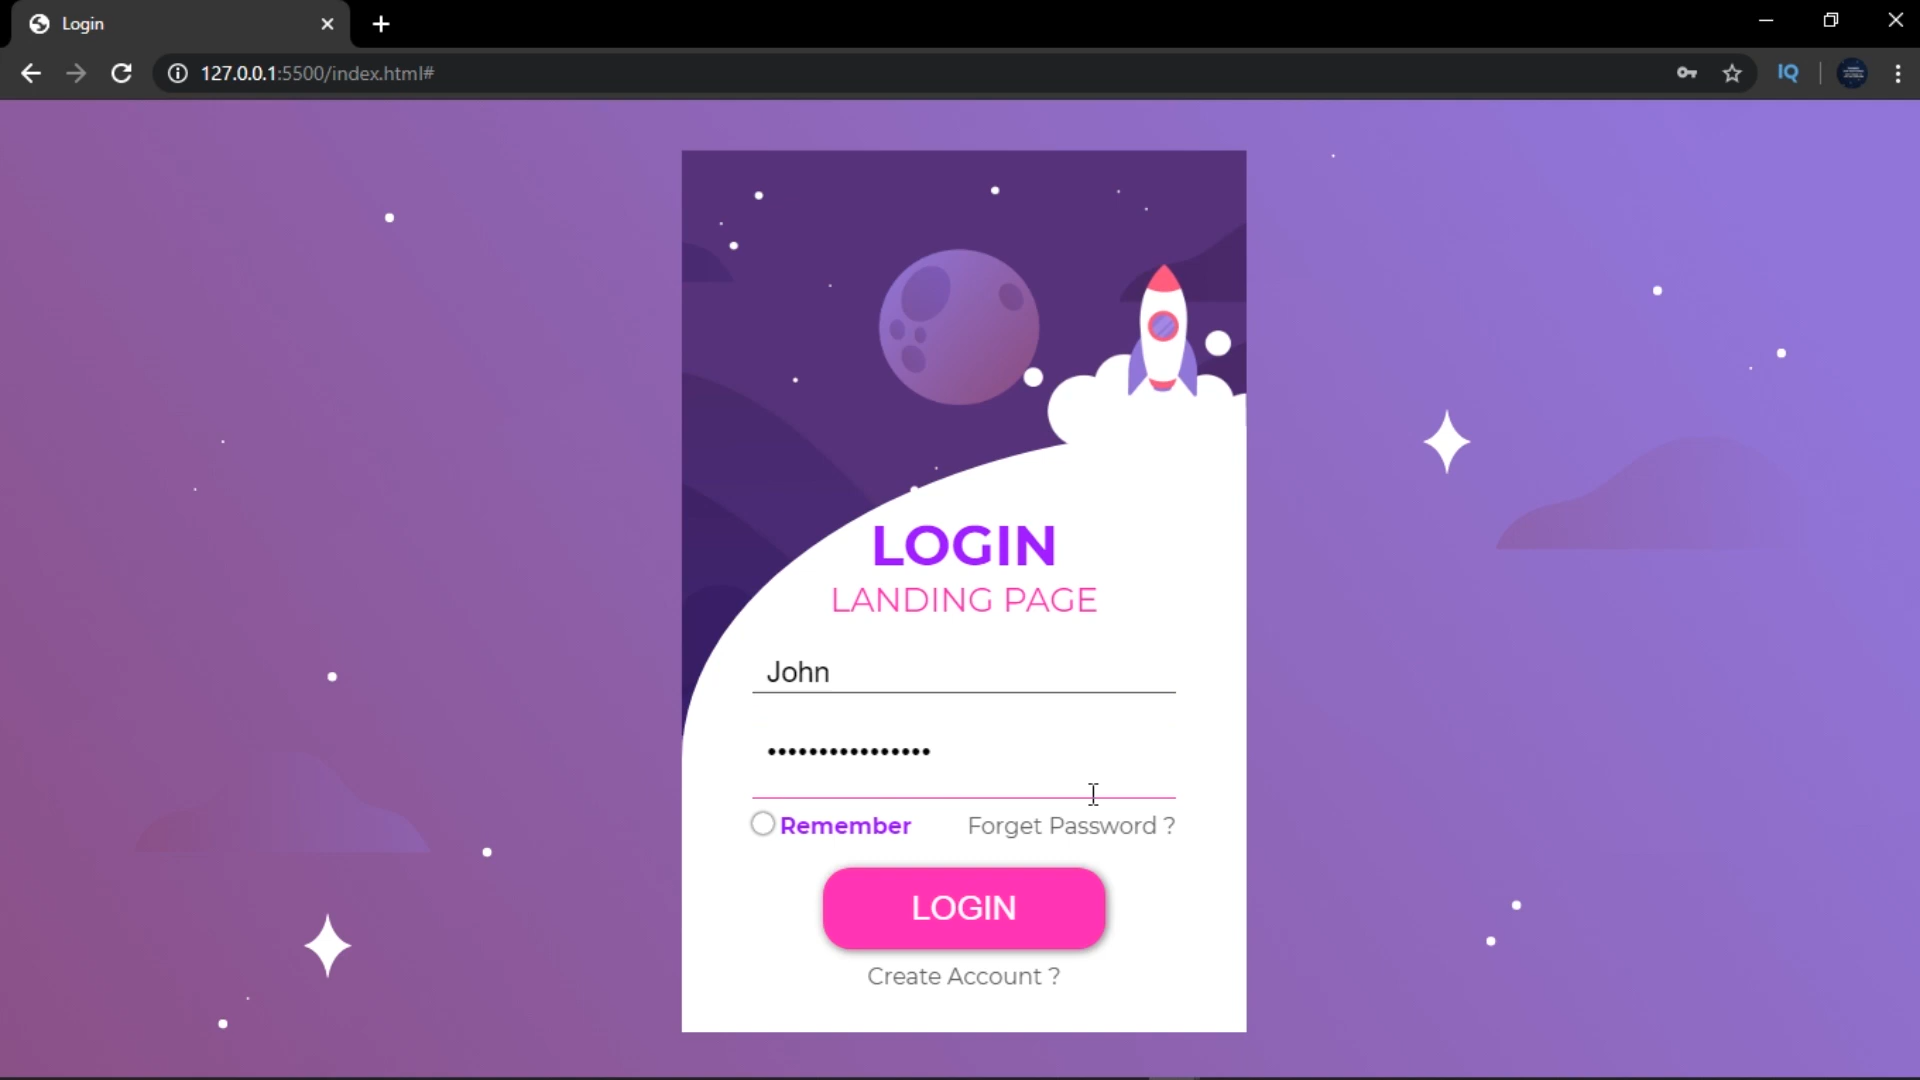 Login
127.0.0.1:5500/index.html#
IQ
LOGIN
LANDING PAGE
John
••••••••••••••••
Remember
Forget Password ?
LOGIN
Create Account ?